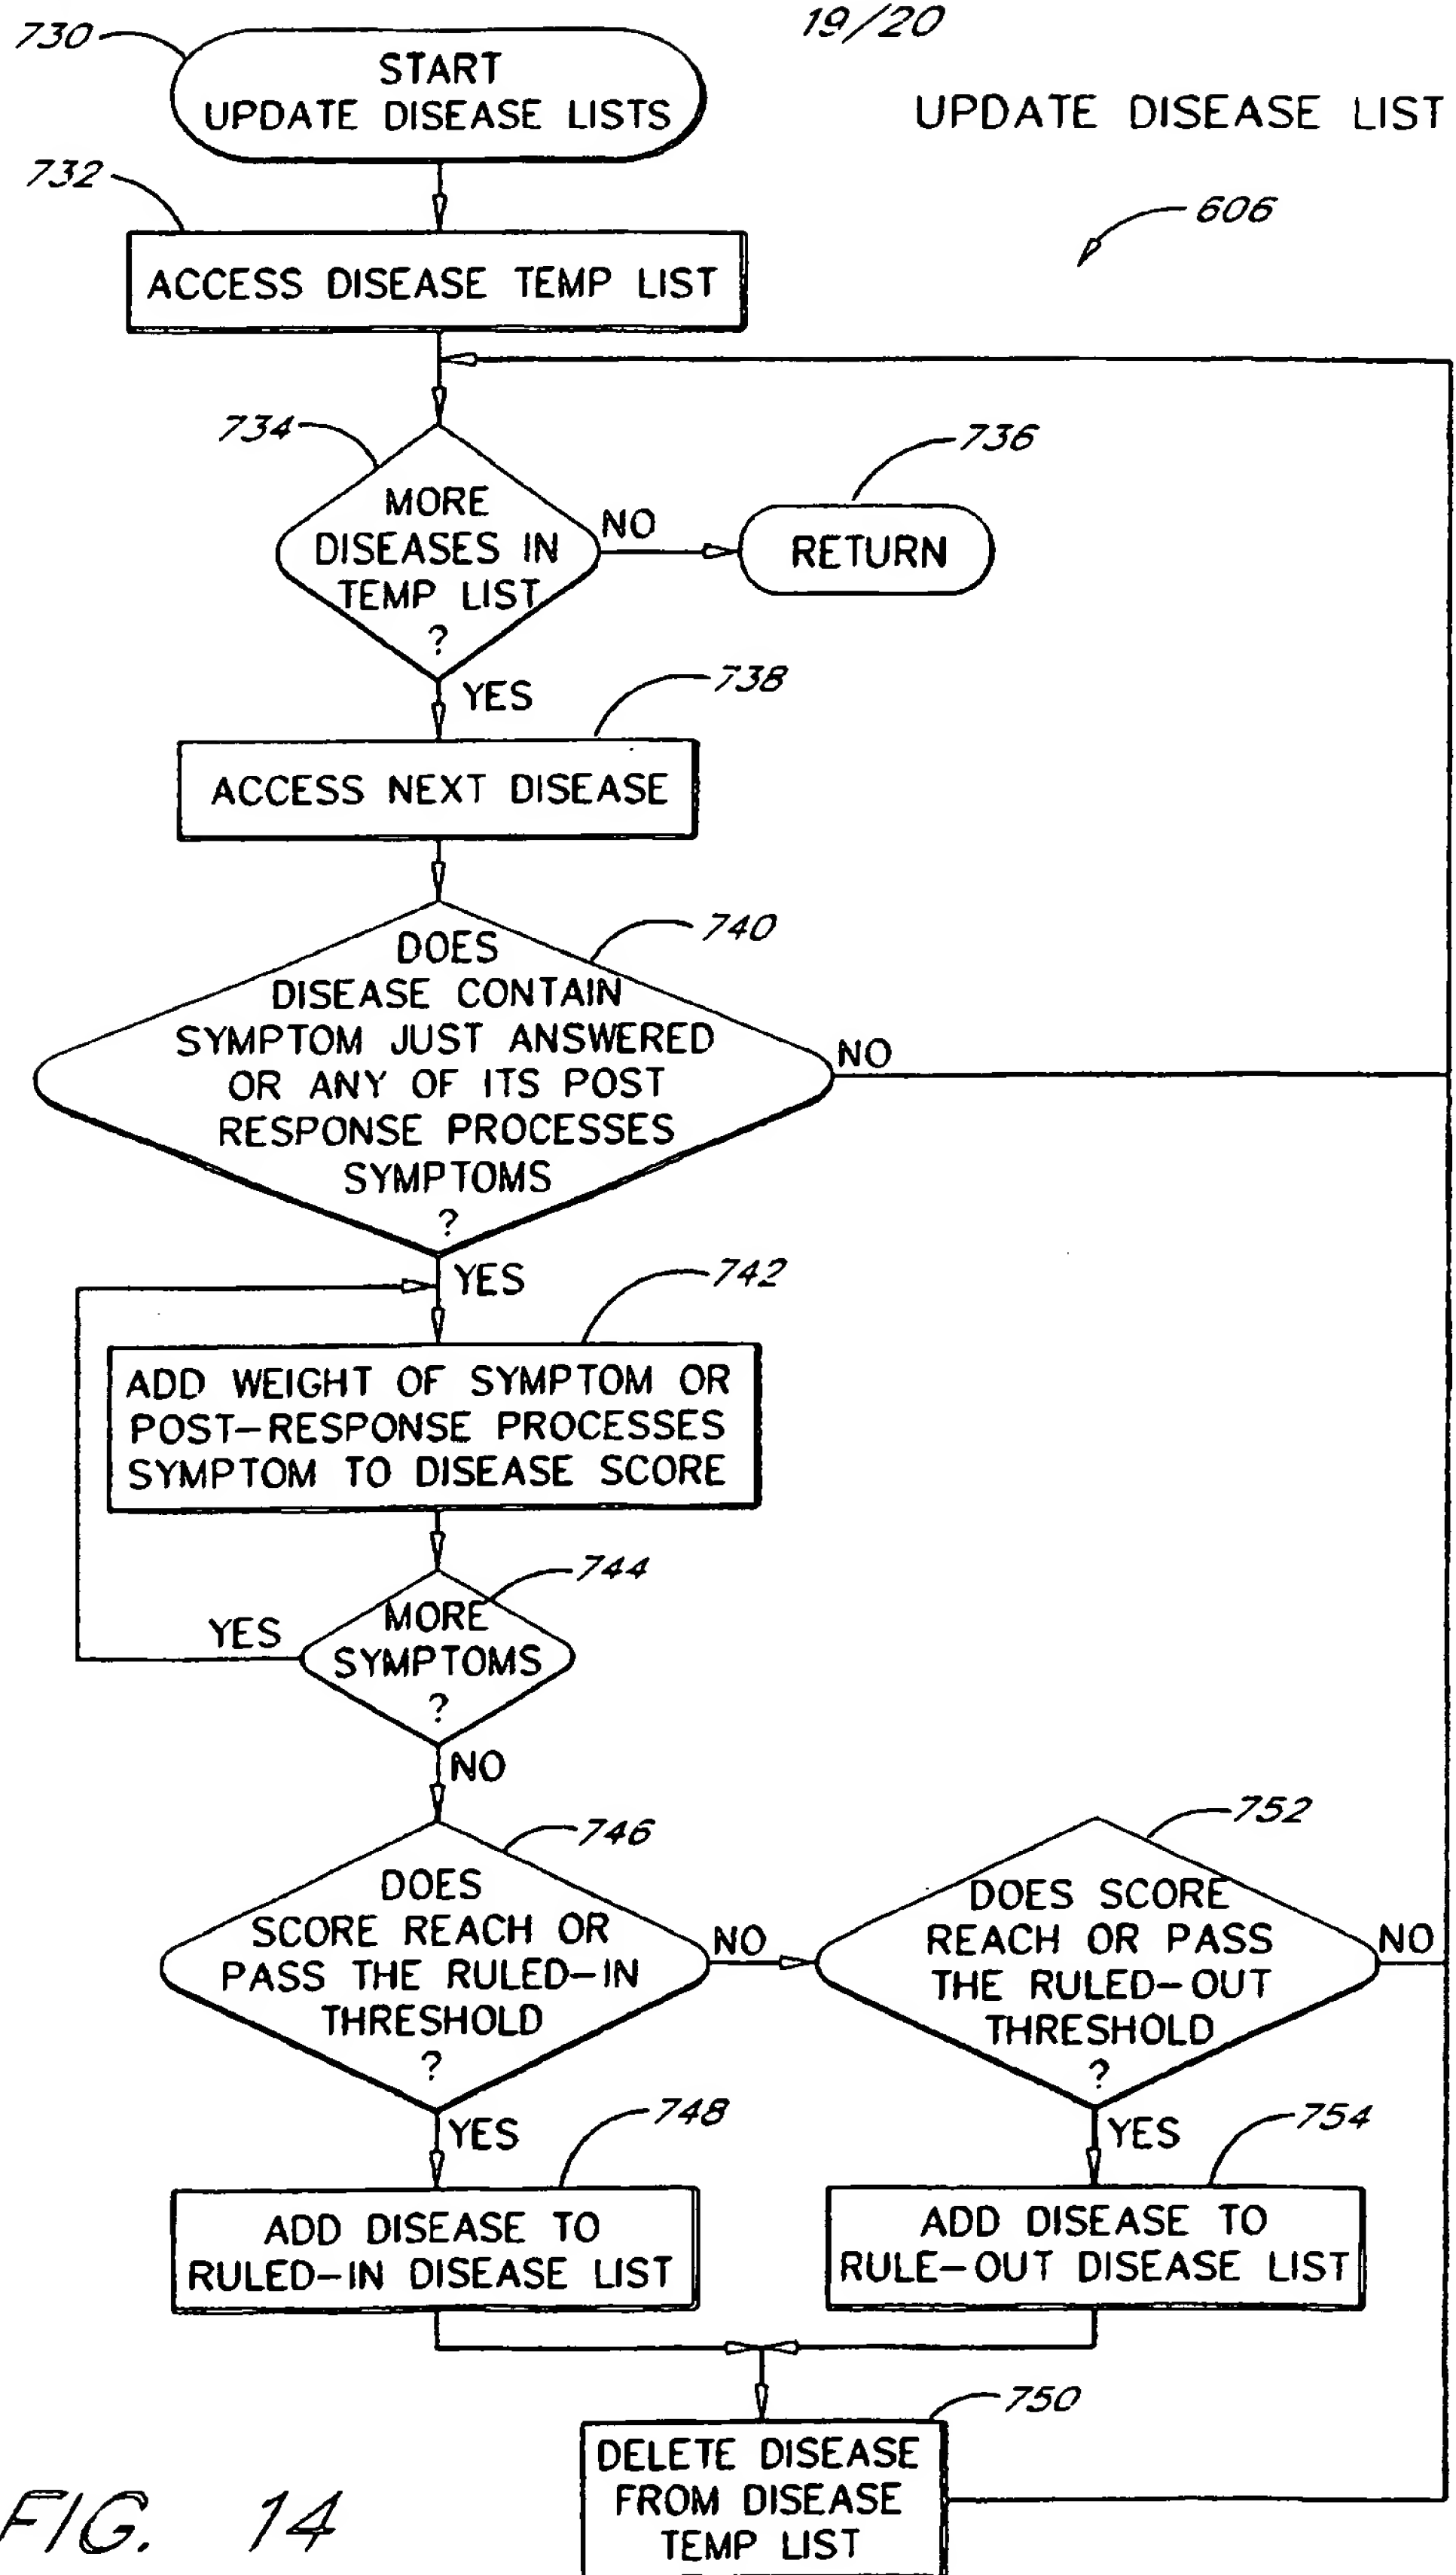 19/20
730
START
UPDATE DISEASE LISTS
UPDATE DISEASE LIST
732
606
ACCESS DISEASE TEMP LIST
734
736
MORE
DISEASES IN
TEMP LIST
?
NO
RETURN
YES
738
ACCESS NEXT DISEASE
740
DOES
DISEASE CONTAIN
SYMPTOM JUST ANSWERED
OR ANY OF ITS POST
RESPONSE PROCESSES
SYMPTOMS
?
NO
YES
742
ADD WEIGHT OF SYMPTOM OR
POST-RESPONSE PROCESSES
SYMPTOM TO DISEASE SCORE
744
MORE
SYMPTOMS
?
YES
NO
746
DOES
SCORE REACH OR
PASS THE RULED-IN
THRESHOLD
?
NO
752
DOES SCORE
REACH OR PASS
THE RULED-OUT
THRESHOLD
?
NO
YES
748
YES
754
ADD DISEASE TO
RULED-IN DISEASE LIST
ADD DISEASE TO
RULE-OUT DISEASE LIST
750
DELETE DISEASE
FROM DISEASE
TEMP LIST
FIG. 14